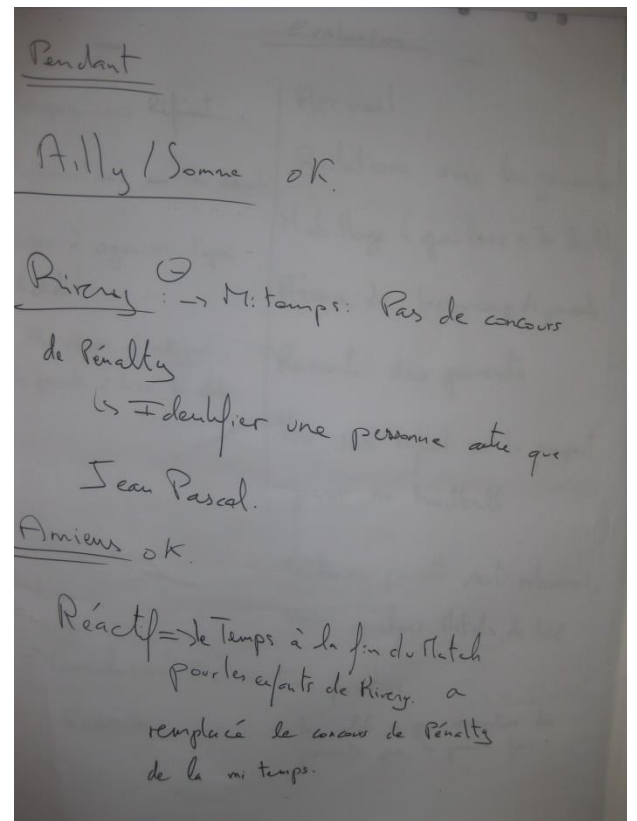 Pendant
Ailly / Somme oK.
Rivery ⊖ : → Mi temps : Pas de concours
de Pénalty
↳ Identifier une personne autre que
Jean Pascal.
Amiens oK.
Réactif => le Temps à la fin du Match
pour les enfants de Rivery. a
remplacé le concours de Pénalty
de la mi temps.